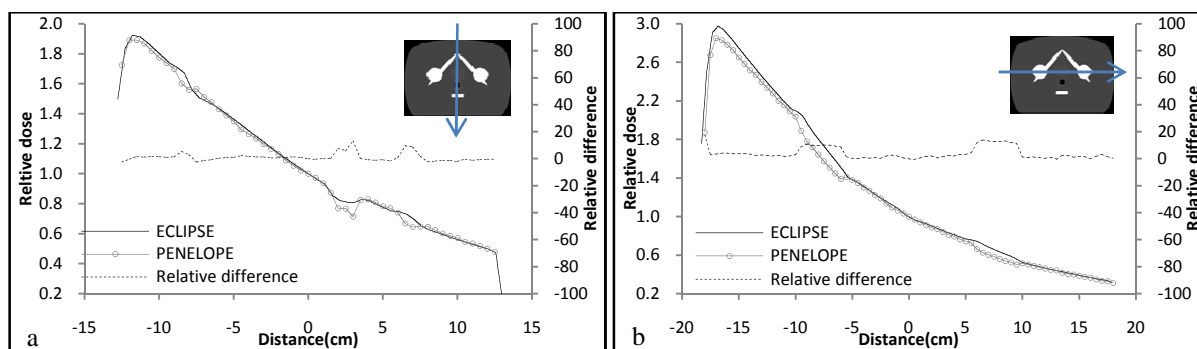 2.0
1.8
1.6
1.4
1.2
1.0
0.8
0.6
0.4
0.2
Reltive dose
100
80
60
40
20
0
-20
-40
-60
-80
-100
Relative difference
ECLIPSE
PENELOPE
Relative difference
-15 -10 -5 0 5 10 15
Distance(cm)
a
3.0
2.6
2.2
1.8
1.4
1.0
0.6
0.2
Relative dose
100
80
60
40
20
0
-20
-40
-60
-80
-100
Relative difference
ECLIPSE
PENELOPE
Relative difference
-20 -15 -10 -5 0 5 10 15 20
Distance(cm)
b